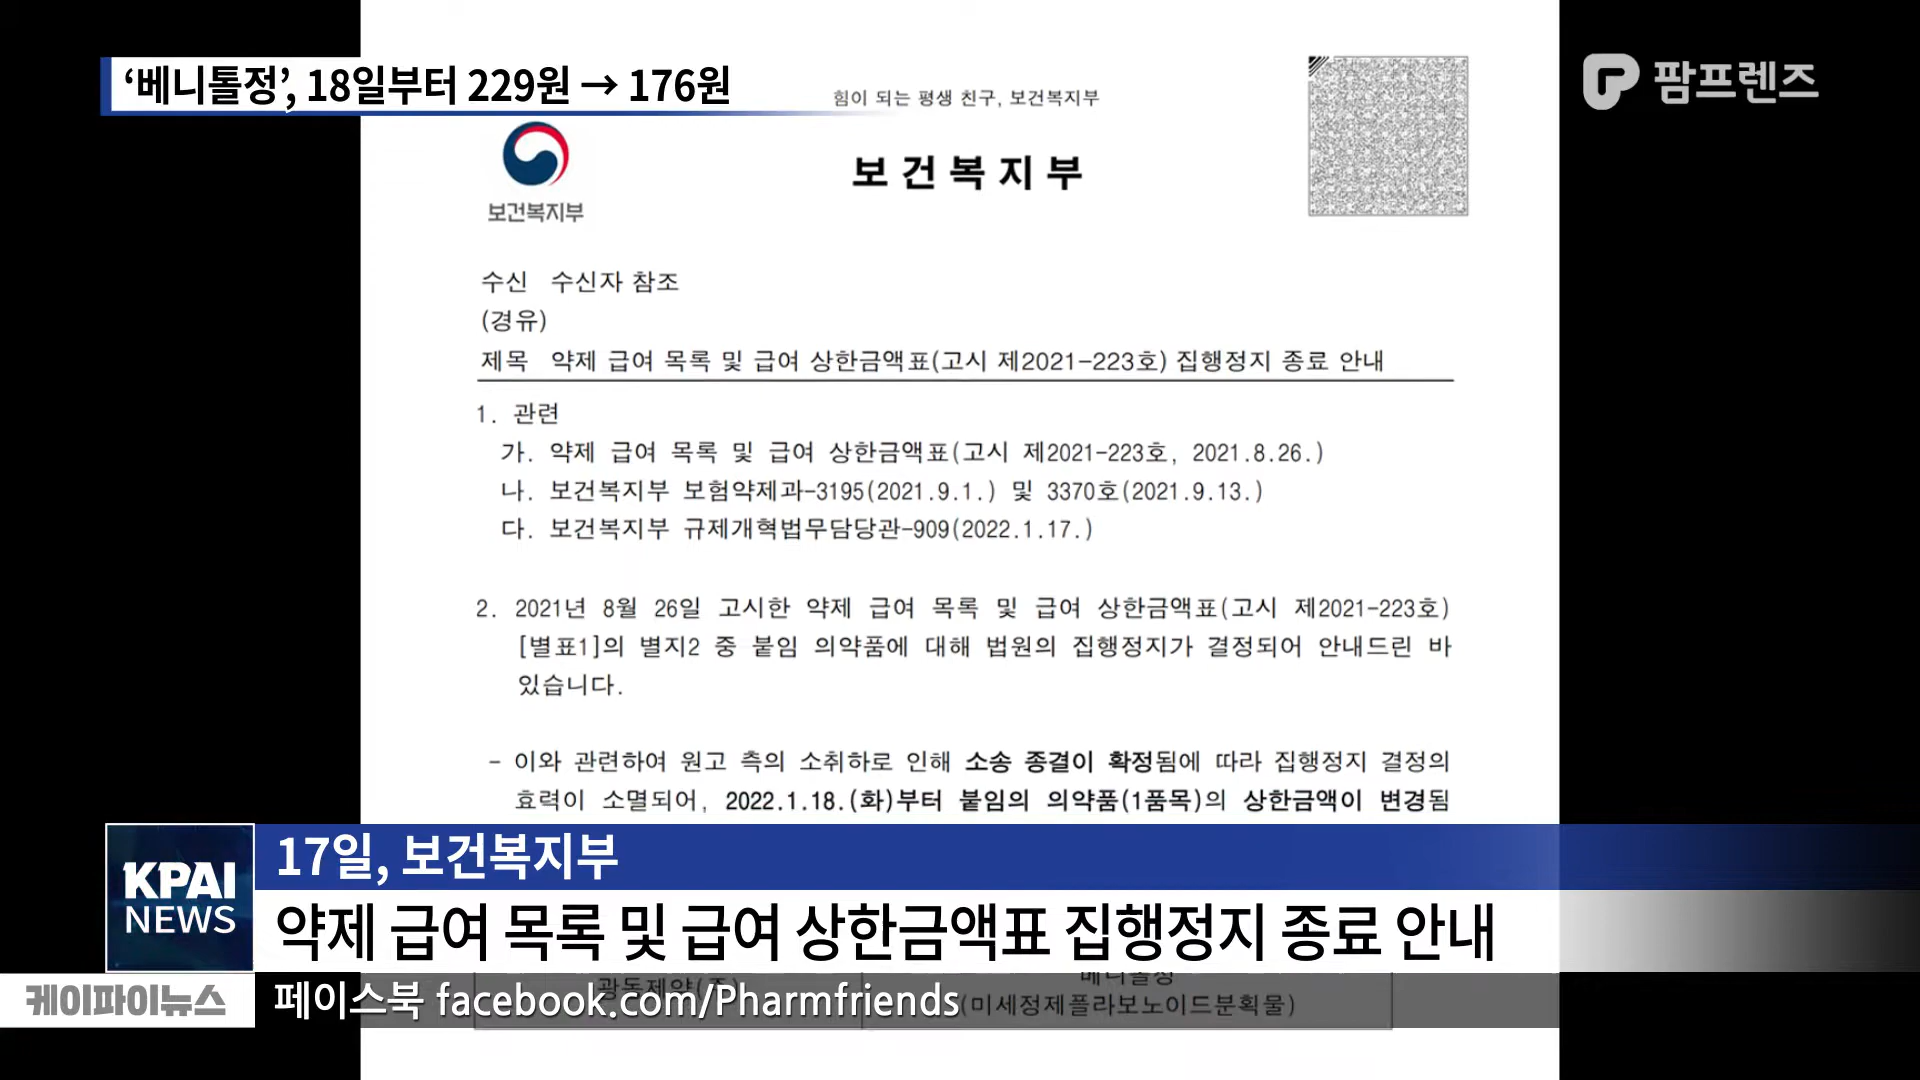 ‘베니톨정’, 18일부터 229원 → 176원
팜프렌즈
힘이 되는 평생 친구, 보건복지부
보건복지부
보건복지부
수신 수신자 참조
(경유)
제목 약제 급여 목록 및 급여 상한금액표(고시 제2021-223호) 집행정지 종료 안내
1. 관련
가. 약제 급여 목록 및 급여 상한금액표(고시 제2021-223호, 2021.8.26.)
나. 보건복지부 보험약제과-3195(2021.9.1.) 및 3370호(2021.9.13.)
다. 보건복지부 규제개혁법무담당관-909(2022.1.17.)
2. 2021년 8월 26일 고시한 약제 급여 목록 및 급여 상한금액표(고시 제2021-223호)
[별표1]의 별지2 중 붙임 의약품에 대해 법원의 집행정지가 결정되어 안내드린 바
있습니다.
- 이와 관련하여 원고 측의 소취하로 인해 소송 종결이 확정됨에 따라 집행정지 결정의
효력이 소멸되어, 2022.1.18.(화)부터 붙임의 의약품(1품목)의 상한금액이 변경됨
KPAI
NEWS
17일, 보건복지부
약제 급여 목록 및 급여 상한금액표 집행정지 종료 안내
광동제약(주)
베니톨정
(미세정제플라보노이드분획물)
케이파이뉴스
페이스북 facebook.com/Pharmfriends